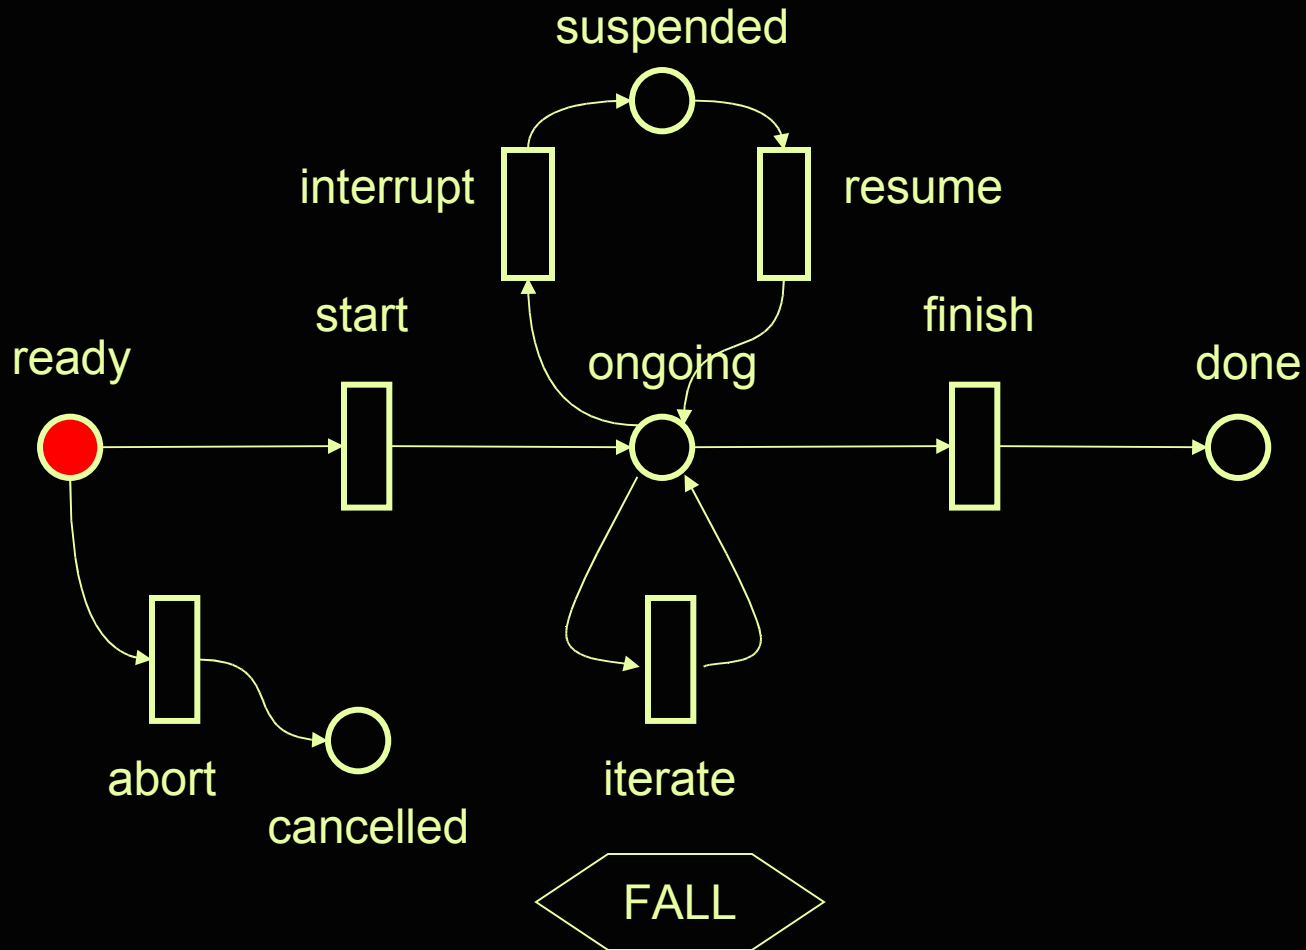 suspended
interrupt
resume
start
finish
ready
ongoing
done
abort
iterate
cancelled
FALL